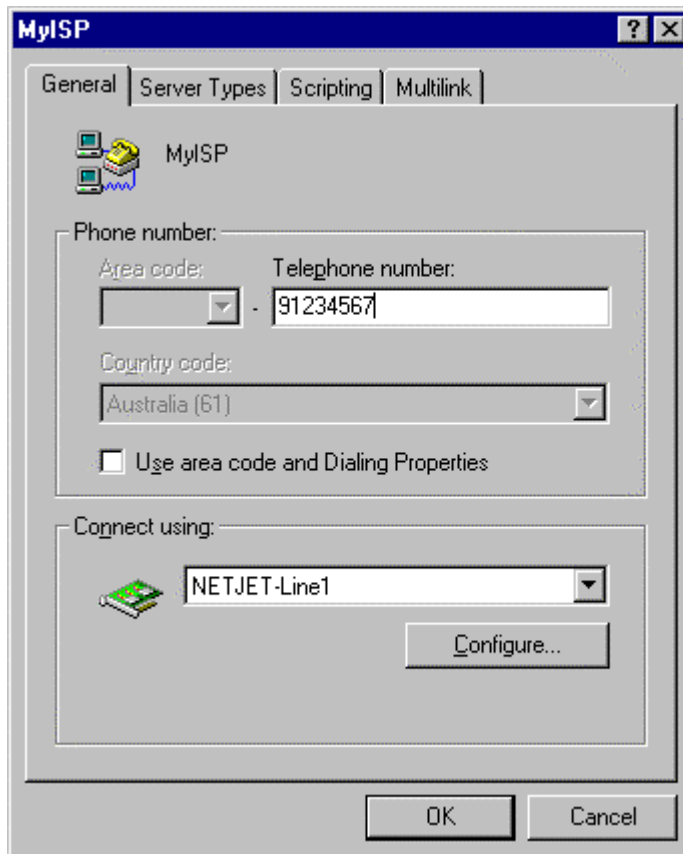 MyISP
General Server Types Scripting Multilink
MyISP
Phone number:
Area code: Telephone number:
- 91234567
Country code:
Australia (61)
Use area code and Dialing Properties
Connect using:
NETJET-Line1
Configure...
OK Cancel